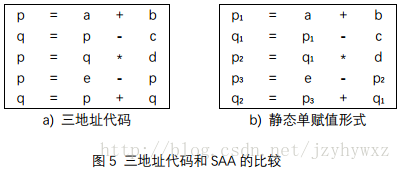 p = a + b
q = p - c
p = q * d
p = e - p
q = p + q
a) 三地址代码
p₁ = a + b
q₁ = p₁ - c
p₂ = q₁ * d
p₃ = e - p₂
q₂ = p₃ + q₁
b) 静态单赋值形式
http://blog.csdn.net/jzyhywxz
图 5 三地址代码和 SAA 的比较